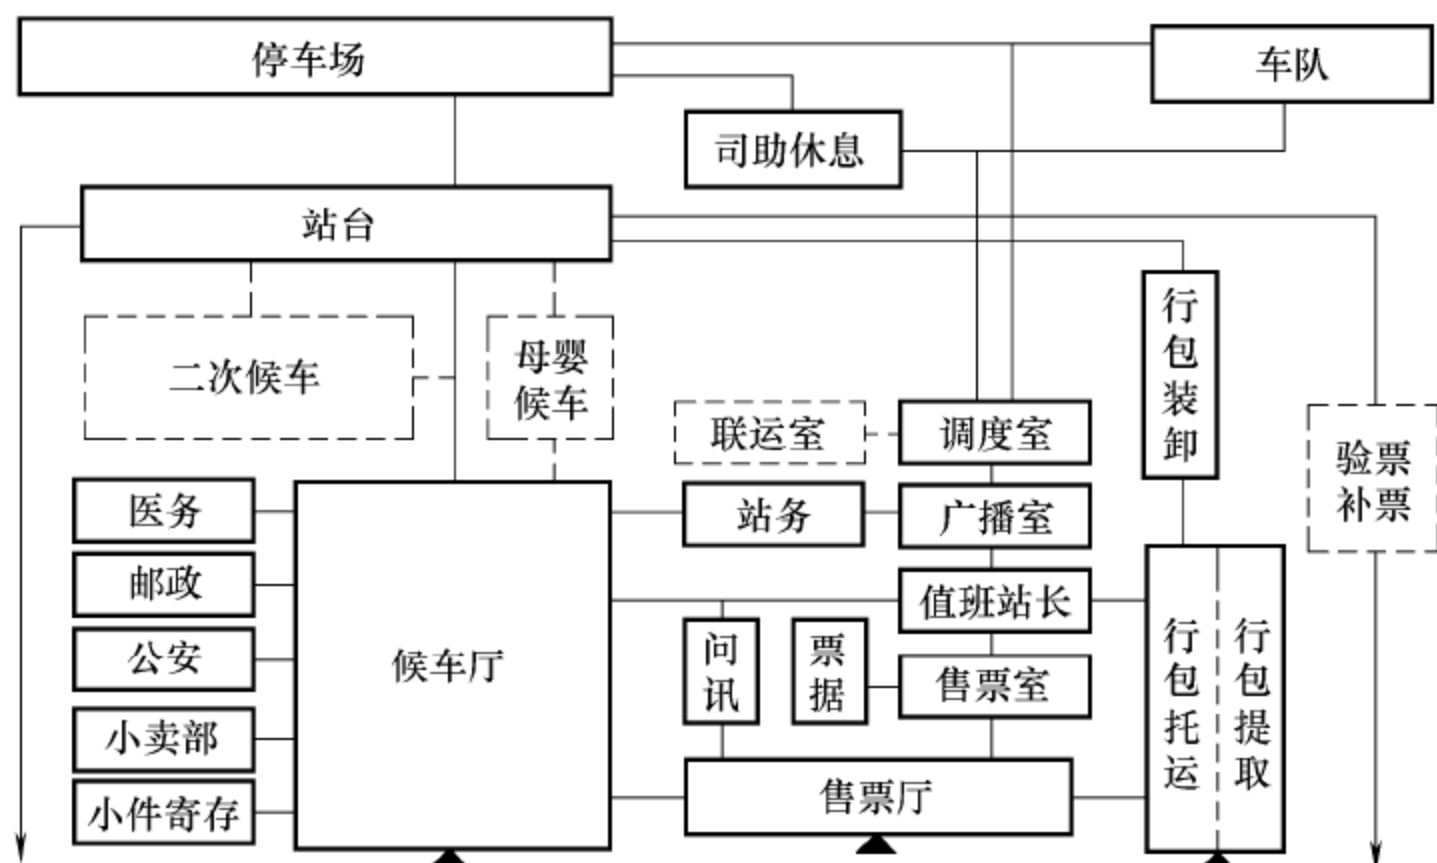 停车场
车队
司助休息
站台
行包装卸
二次候车
母婴
候车
联运室
调度室
验票
补票
医务
站务
广播室
邮政
值班站长
候车厅
公安
问讯
票据
售票室
行包托运
行包提取
小卖部
售票厅
小件寄存